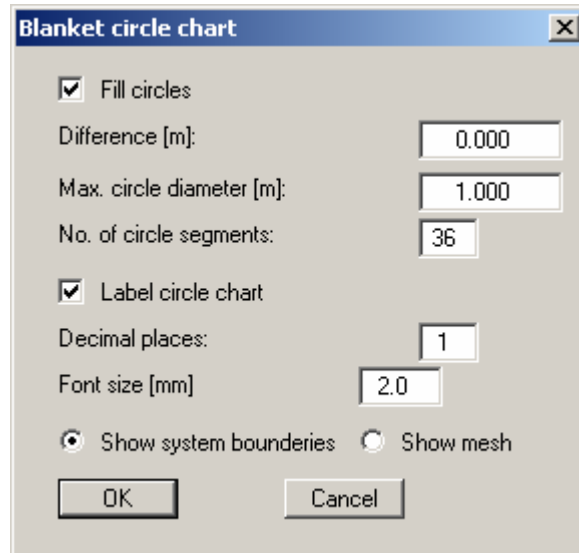 Blanket circle chart
Fill circles
Difference [m]: 0.000
Max. circle diameter [m]: 1.000
No. of circle segments: 36
Label circle chart
Decimal places: 1
Font size [mm] 2.0
Show system bounderies Show mesh
OK Cancel